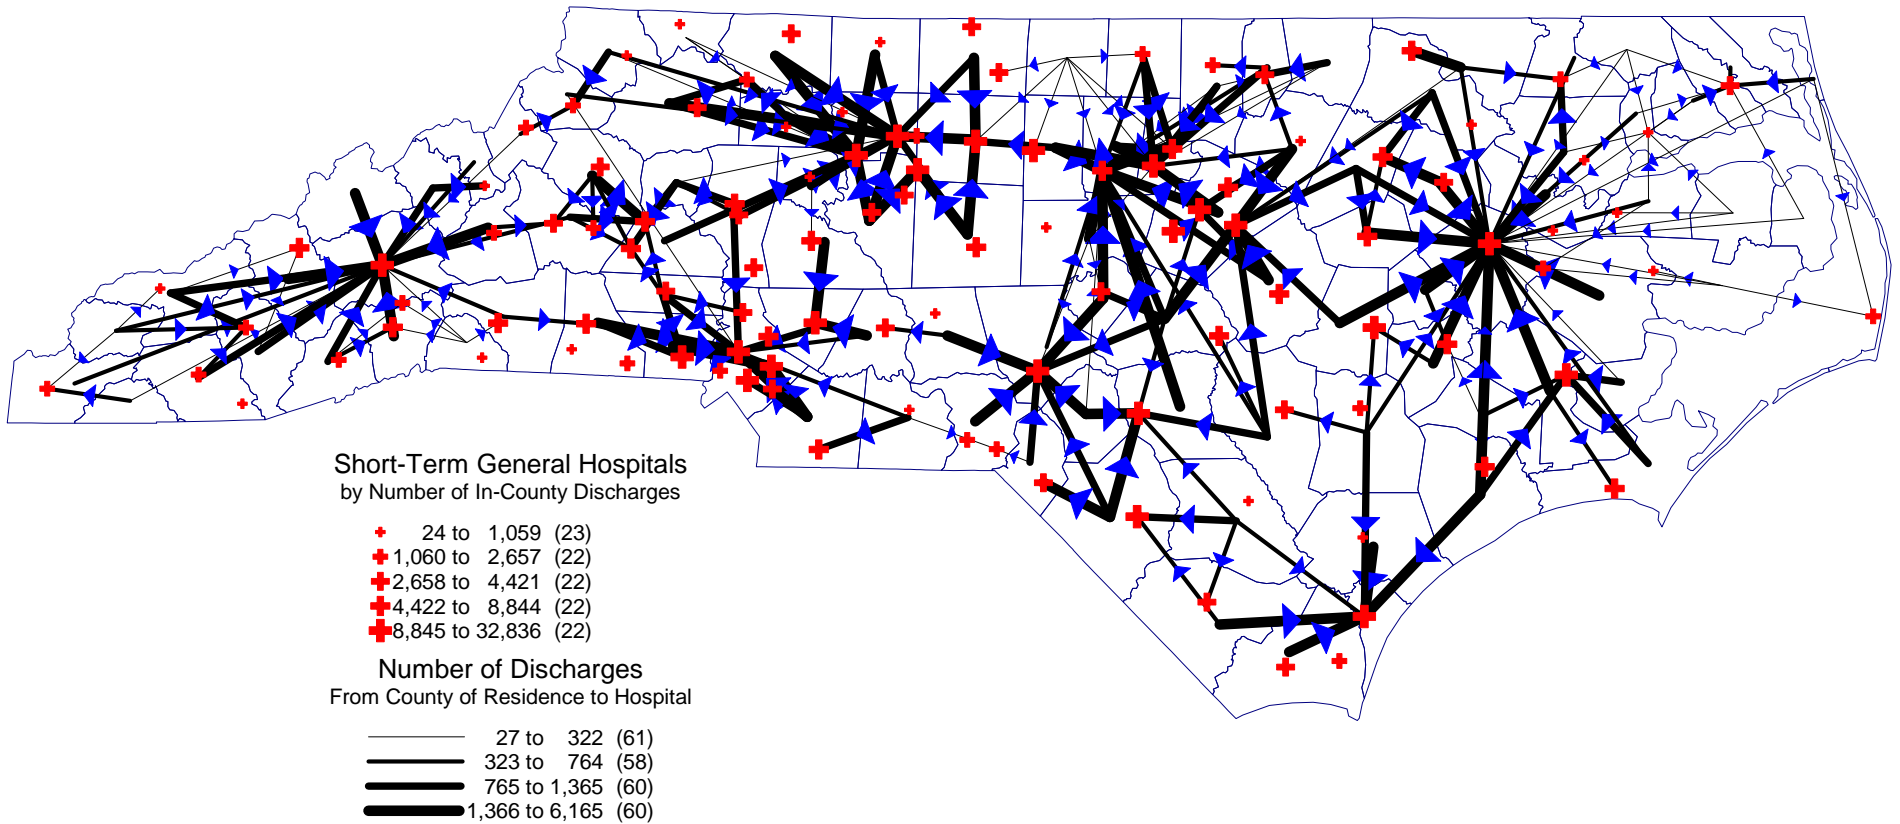 Short-Term General Hospitals
by Number of In-County Discharges
24 to 1,059 (23)
1,060 to 2,657 (22)
2,658 to 4,421 (22)
4,422 to 8,844 (22)
8,845 to 32,836 (22)
Number of Discharges
From County of Residence to Hospital
27 to 322 (61)
323 to 764 (58)
765 to 1,365 (60)
1,366 to 6,165 (60)